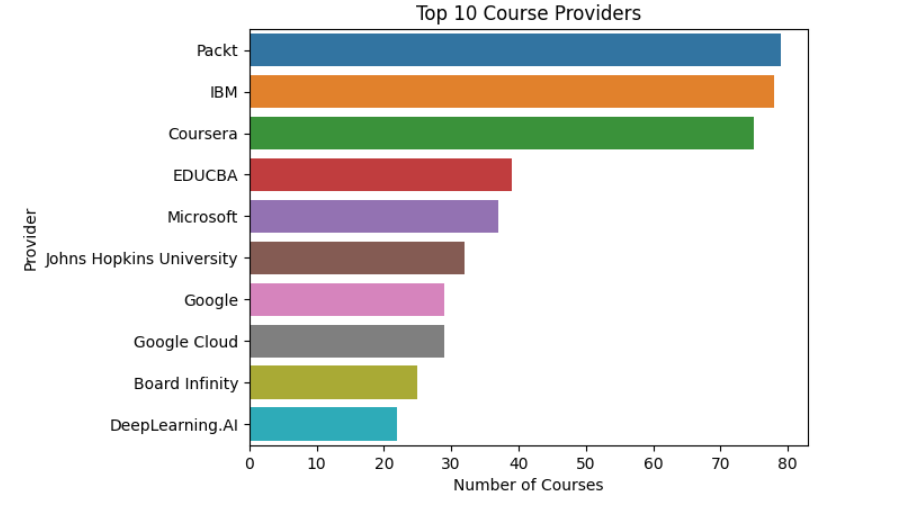 Top 10 Course Providers
Provider
Packt
IBM
Coursera
EDUCBA
Microsoft
Johns Hopkins University
Google
Google Cloud
Board Infinity
DeepLearning.AI
0 10 20 30 40 50 60 70 80
Number of Courses